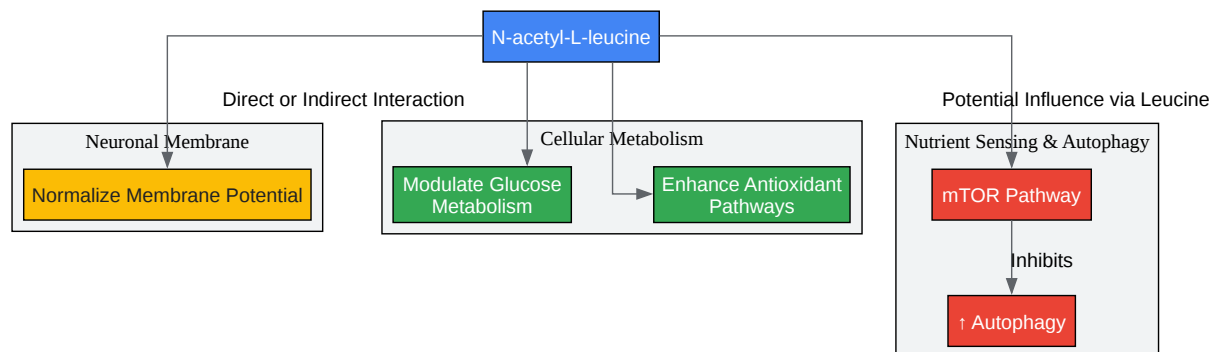 N-acetyl-L-leucine
Direct or Indirect Interaction
Potential Influence via Leucine
Neuronal Membrane
Cellular Metabolism
Nutrient Sensing & Autophagy
Normalize Membrane Potential
Modulate Glucose
Metabolism
Enhance Antioxidant
Pathways
mTOR Pathway
Inhibits
↑ Autophagy